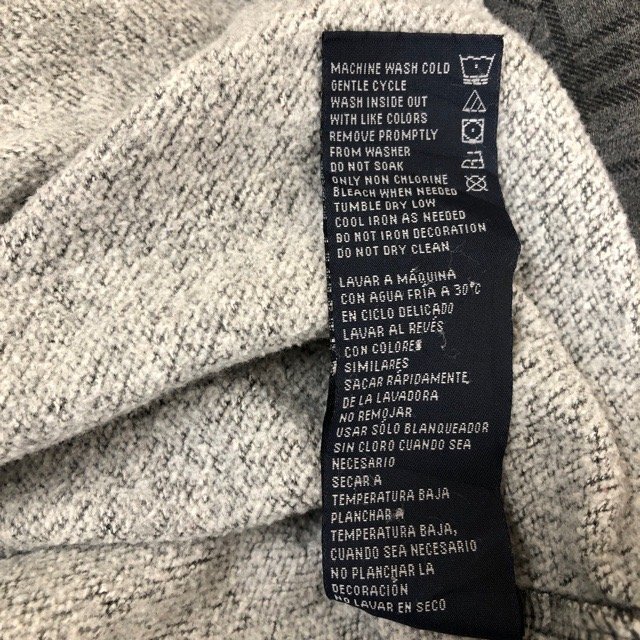 MACHINE WASH COLD
GENTLE CYCLE
WASH INSIDE OUT
WITH LIKE COLORS
REMOVE PROMPTLY
FROM WASHER
DO NOT SOAK
ONLY NON CHLORINE
BLEACH WHEN NEEDED
TUMBLE DRY LOW
COOL IRON AS NEEDED
DO NOT IRON DECORATION
DO NOT DRY CLEAN
LAVAR A MÁQUINA
CON AGUA FRÍA A 30°C
EN CICLO DELICADO
LAVAR AL REVÉS
CON COLORES
SIMILARES
SACAR RÁPIDAMENTE
DE LA LAVADORA
NO REMOJAR
USAR SÓLO BLANQUEADOR
SIN CLORO CUANDO SEA
NECESARIO
SECAR A
TEMPERATURA BAJA
PLANCHAR A
TEMPERATURA BAJA,
CUANDO SEA NECESARIO
NO PLANCHAR LA
DECORACIÓN
NO LAVAR EN SECO